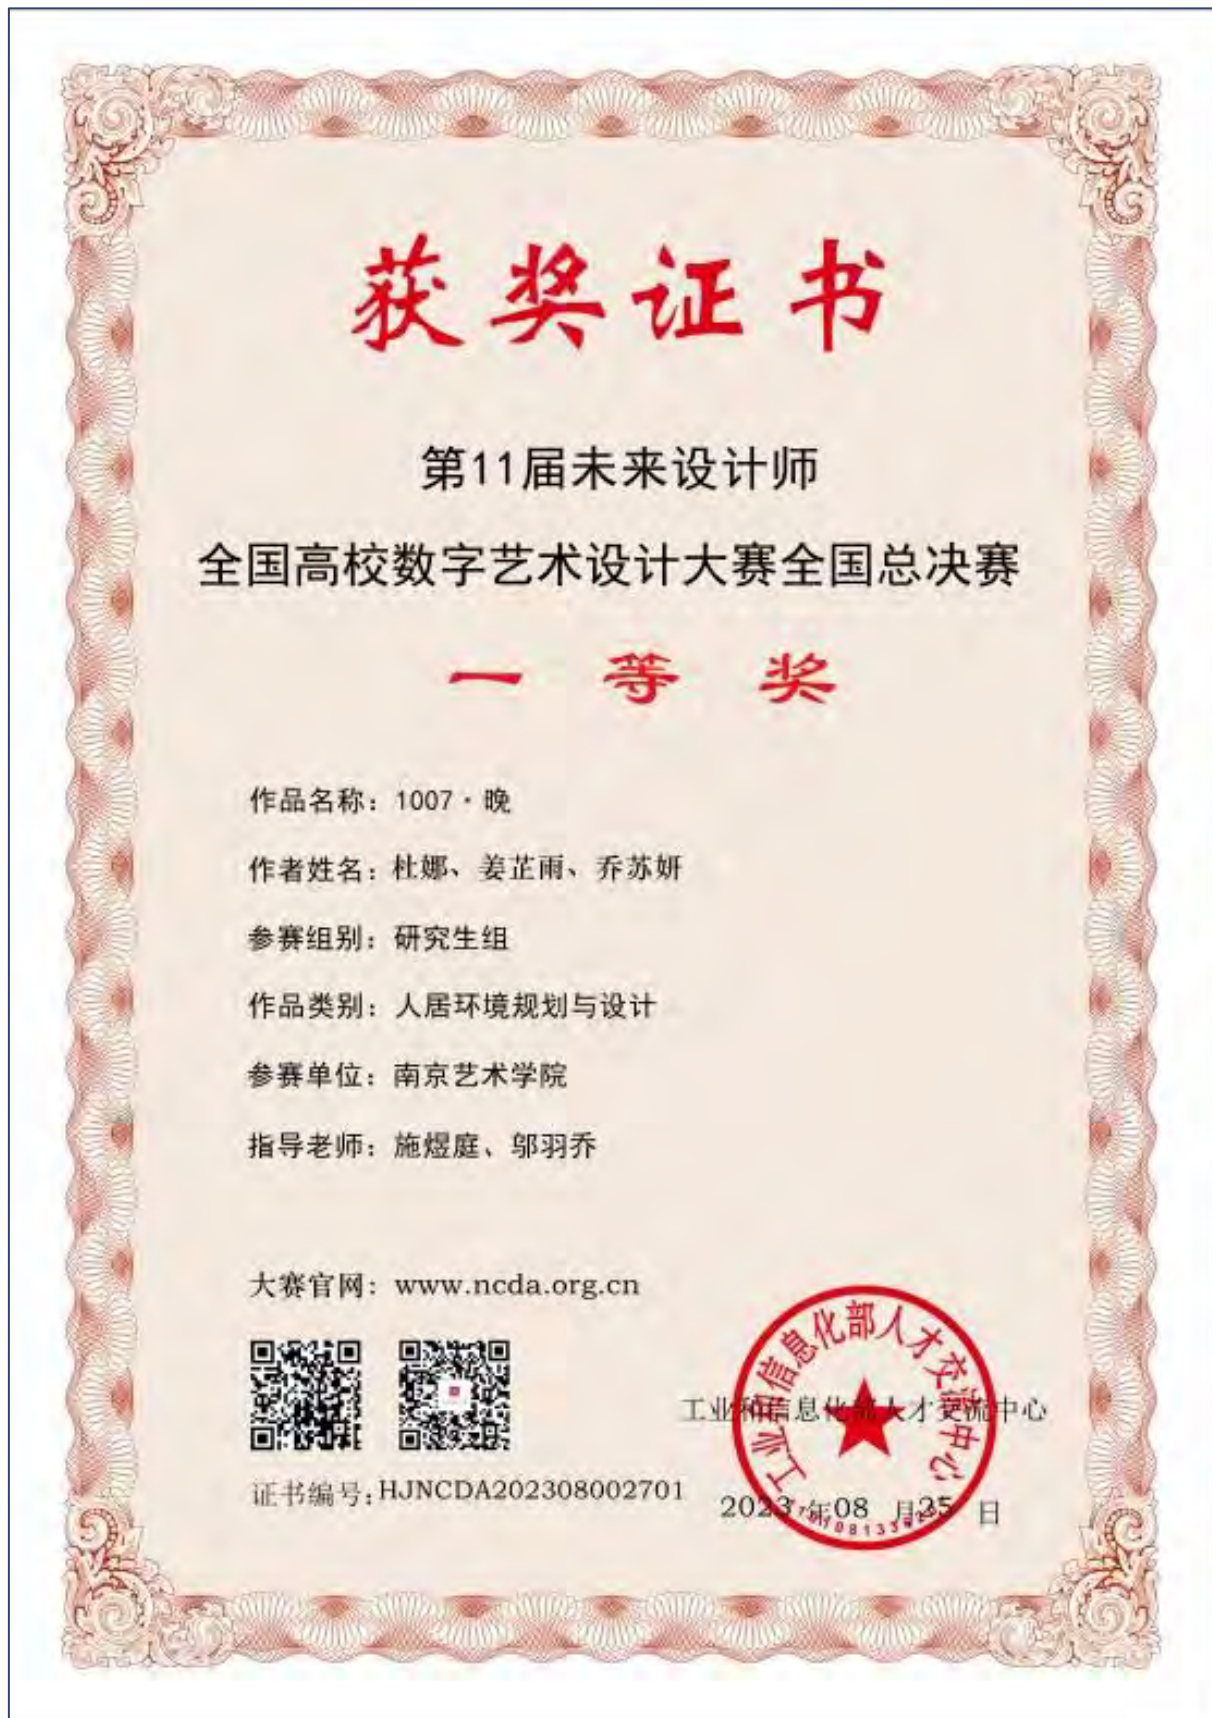 获奖证书
第11届未来设计师
全国高校数字艺术设计大赛全国总决赛
一等奖
作品名称：1007·晚
作者姓名：杜娜、姜芷雨、乔苏妍
参赛组别：研究生组
作品类别：人居环境规划与设计
参赛单位：南京艺术学院
指导老师：施煜庭、邬羽乔
大赛官网：www.ncda.org.cn
工业和信息化部人才交流中心
工业和信息化部人才交流中心
证书编号：HJNCDA202308002701
2023 年08 月25 日